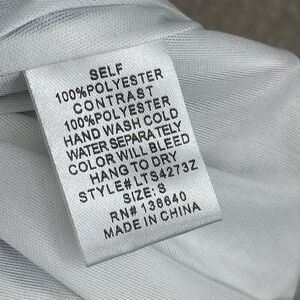 SELF
100%POLYESTER
CONTRAST
100%POLYESTER
HAND WASH COLD
WATER SEPARATELY
COLOR WILL BLEED
HANG TO DRY
STYLE# LTS4273Z
SIZE: S
RN# 136640
MADE IN CHINA